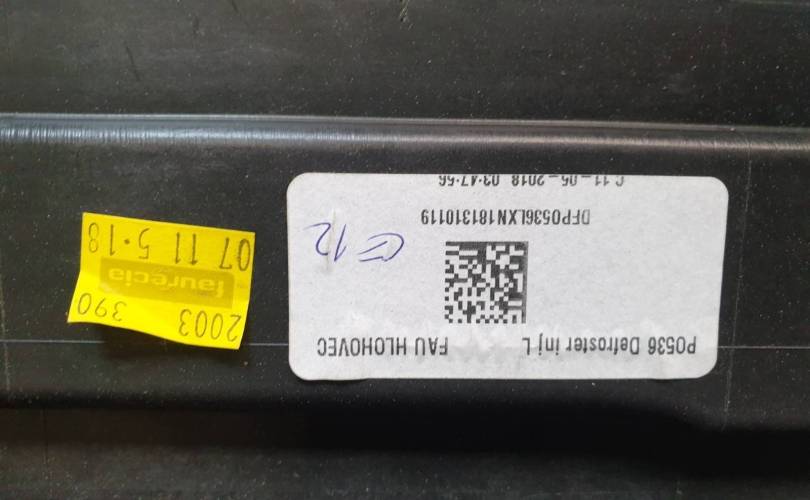 P0536 Defroster inj L FAU HLOHOVEC
DFP0536LXN181310119
C 11-05-2018 03:47:56
2003 390
faurecia
07 11 5·18